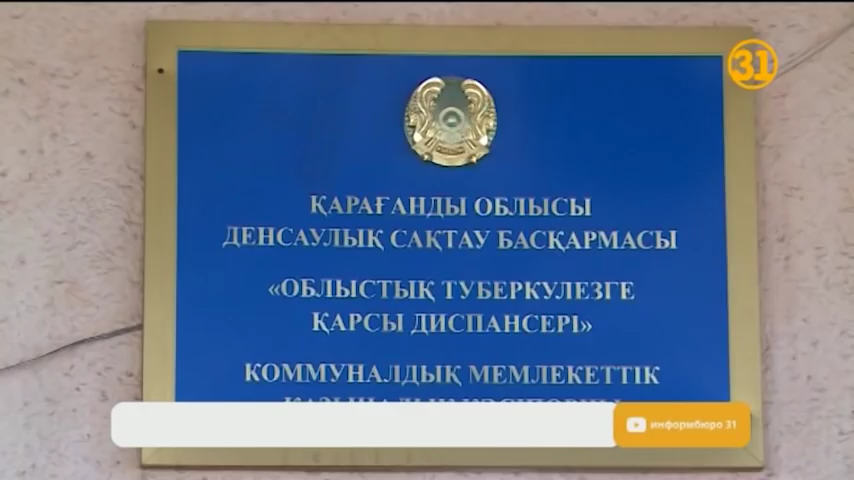 31
ҚАРАҒАНДЫ ОБЛЫСЫ
ДЕНСАУЛЫҚ САҚТАУ БАСҚАРМАСЫ
«ОБЛЫСТЫҚ ТУБЕРКУЛЕЗГЕ
ҚАРСЫ ДИСПАНСЕРІ»
КОММУНАЛДЫҚ МЕМЛЕКЕТТІК
информбюро 31